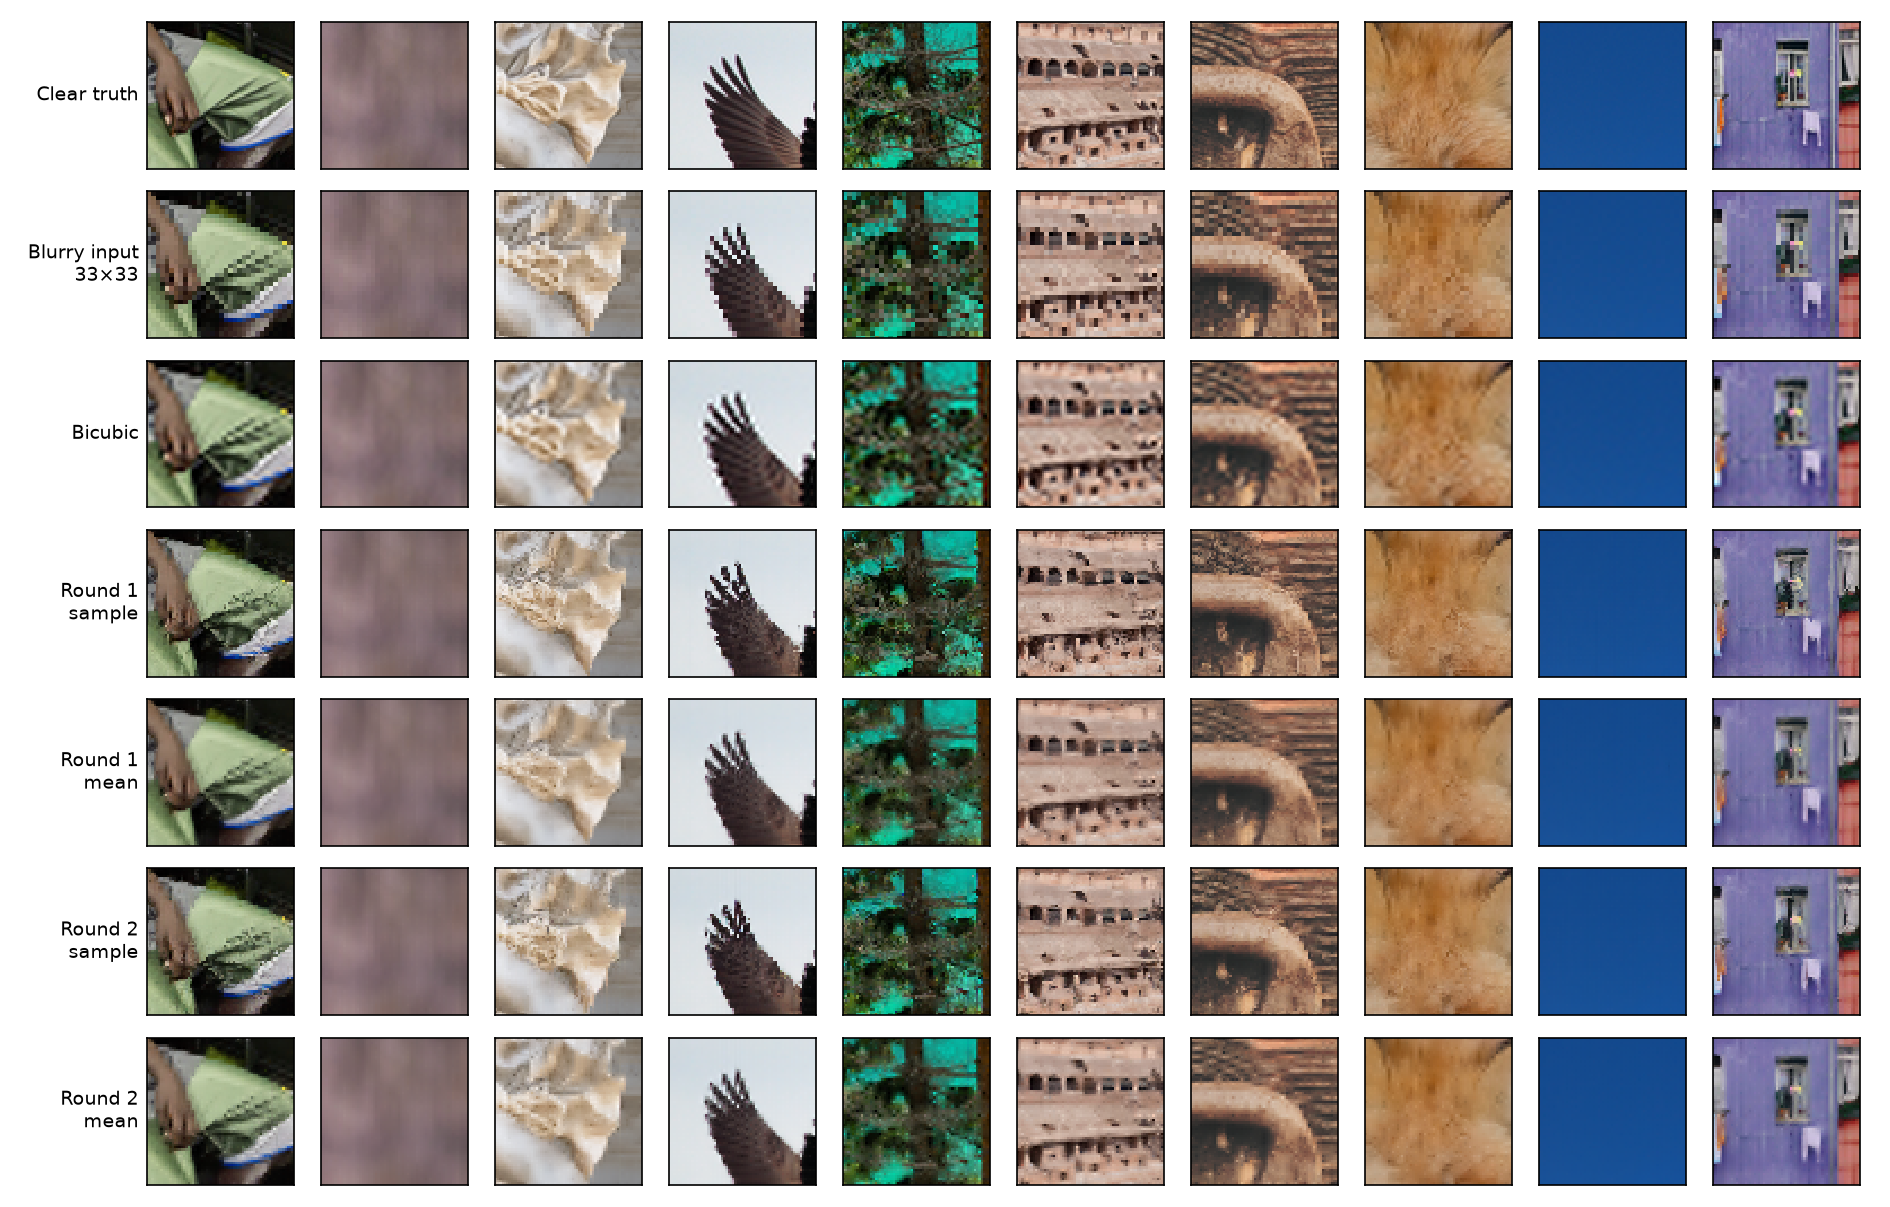 Clear truth
Blurry input
33×33
Bicubic
Round 1
sample
Round 1
mean
Round 2
sample
Round 2
mean